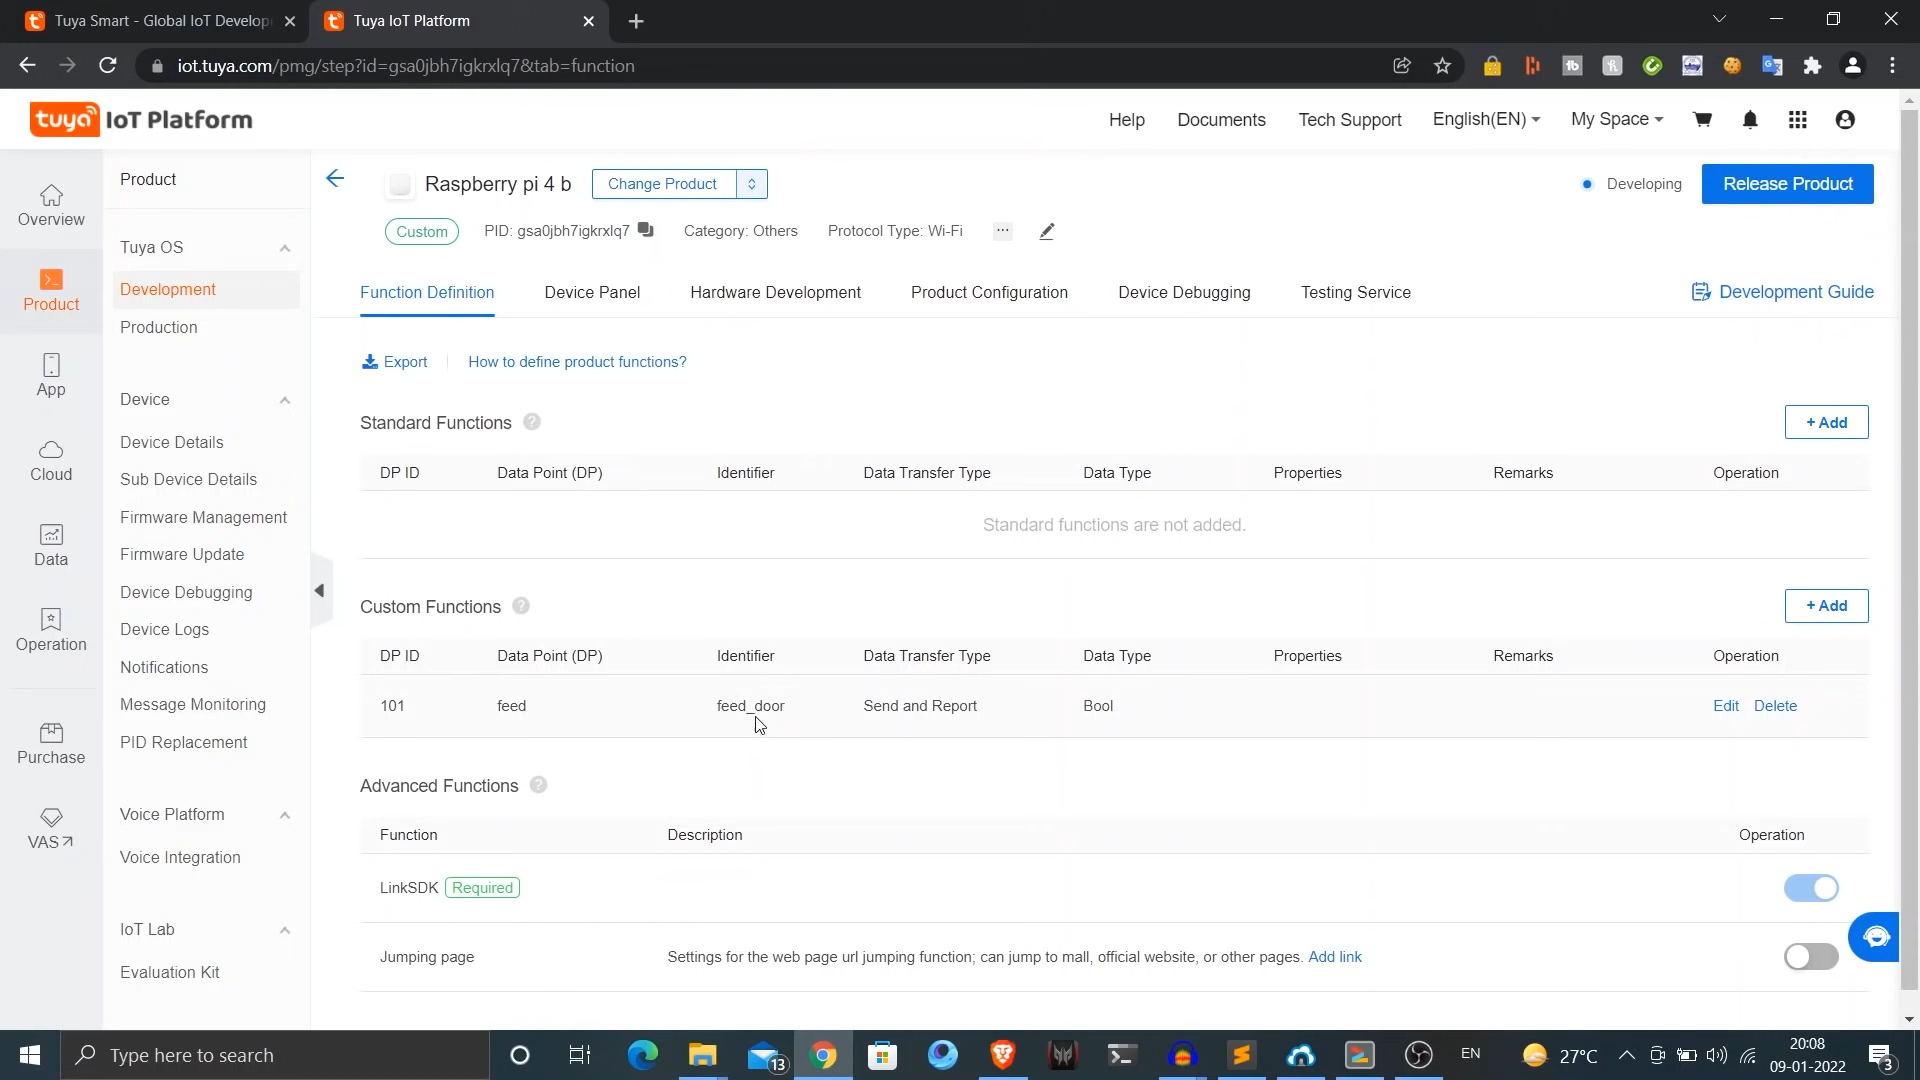 Tuya Smart - Global IoT Develop
Tuya IoT Platform
iot.tuya.com/pmg/step?id=gsa0jbh7igkrxlq7&tab=function
tuya IoT Platform
Help
Documents
Tech Support
English(EN)
My Space
Overview
Product
App
Cloud
Data
Operation
Purchase
VAS
Product
Tuya OS
Development
Production
Device
Device Details
Sub Device Details
Firmware Management
Firmware Update
Device Debugging
Device Logs
Notifications
Message Monitoring
PID Replacement
Voice Platform
Voice Integration
IoT Lab
Evaluation Kit
Raspberry pi 4 b
Change Product
Developing
Release Product
Custom
PID: gsa0jbh7igkrxlq7
Category: Others
Protocol Type: Wi-Fi
...
Function Definition
Device Panel
Hardware Development
Product Configuration
Device Debugging
Testing Service
Development Guide
Export
How to define product functions?
Standard Functions ?
+ Add
DP ID Data Point (DP) Identifier Data Transfer Type Data Type Properties Remarks Operation
Standard functions are not added.
Custom Functions ?
+ Add
DP ID Data Point (DP) Identifier Data Transfer Type Data Type Properties Remarks Operation
101 feed feed_door Send and Report Bool Edit Delete
Advanced Functions ?
Function Description Operation
LinkSDK Required
Jumping page Settings for the web page url jumping function; can jump to mall, official website, or other pages. Add link
Type here to search
13
EN
27°C
20:08
09-01-2022
3